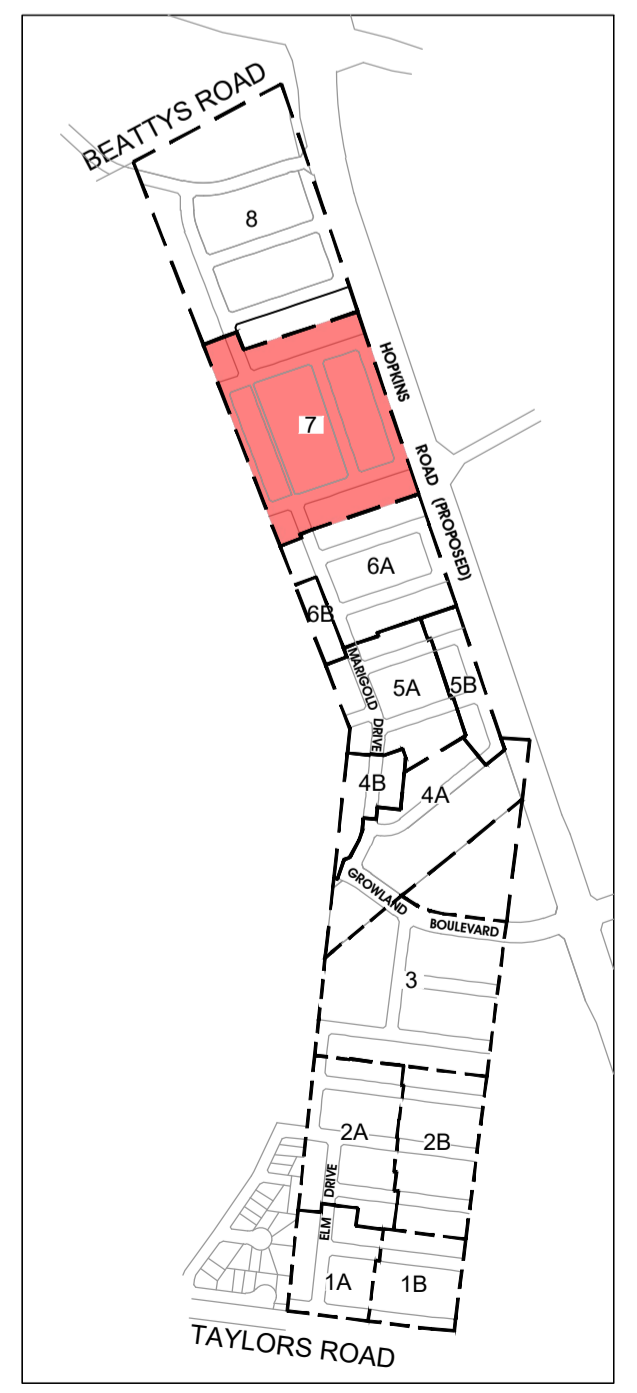 BEATTYS ROAD
8
HOPKINS
ROAD (PROPOSED)
7
6A
6B
MARIGOLD DRIVE
5A
5B
4B
4A
GROWLAND
BOULEVARD
3
2A
2B
ELM DRIVE
1A
1B
TAYLORS ROAD